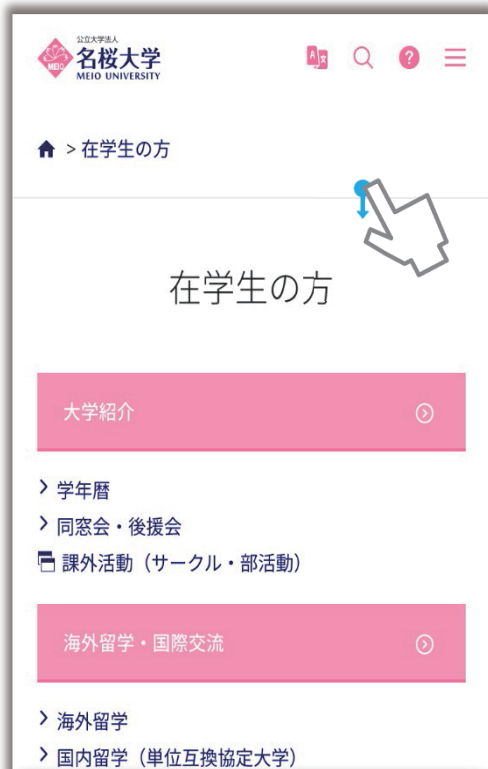 公立大学法人
名桜大学
MEIO
MEIO UNIVERSITY
A 文
?
> 在学生の方
在学生の方
大学紹介
> 学年暦
> 同窓会・後援会
課外活動（サークル・部活動）
海外留学・国際交流
> 海外留学
> 国内留学（単位互換協定大学）